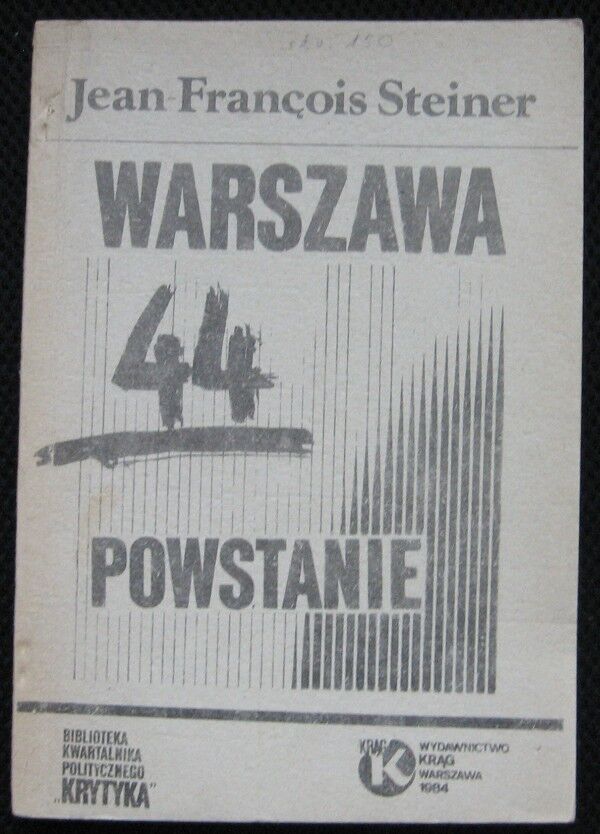 Jean-François Steiner
WARSZAWA
44
POWSTANIE
BIBLIOTEKA
KWARTALNIKA
POLITYCZNEGO
„KRYTYKA”
KRĄG
K
WYDAWNICTWO
KRĄG
WARSZAWA
1984